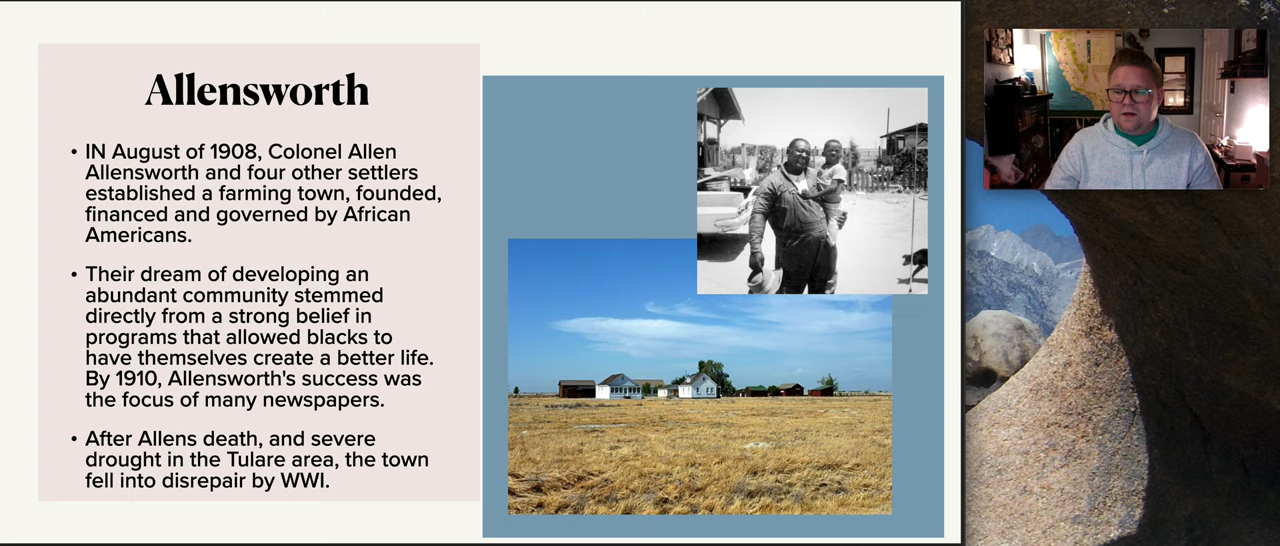 Allensworth
• IN August of 1908, Colonel Allen
Allensworth and four other settlers
established a farming town, founded,
financed and governed by African
Americans.
• Their dream of developing an
abundant community stemmed
directly from a strong belief in
programs that allowed blacks to
have themselves create a better life.
By 1910, Allensworth's success was
the focus of many newspapers.
• After Allens death, and severe
drought in the Tulare area, the town
fell into disrepair by WWI.